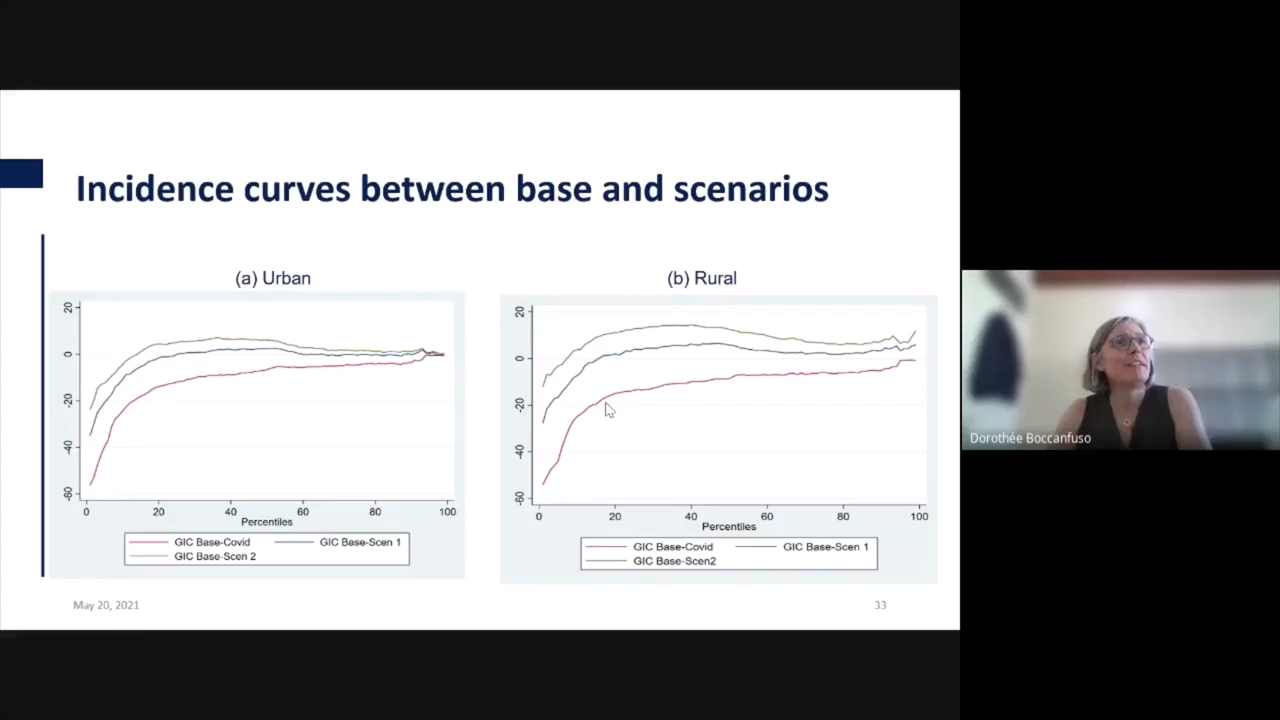 Incidence curves between base and scenarios
(a) Urban
20
0
-20
-40
-60
0 20 40 60 80 100
Percentiles
GIC Base-Covid GIC Base-Scen 1
GIC Base-Scen 2
(b) Rural
20
0
-20
-40
-60
0 20 40 60 80 100
Percentiles
GIC Base-Covid GIC Base-Scen 1
GIC Base-Scen2
May 20, 2021
33
Dorothée Boccanfuso